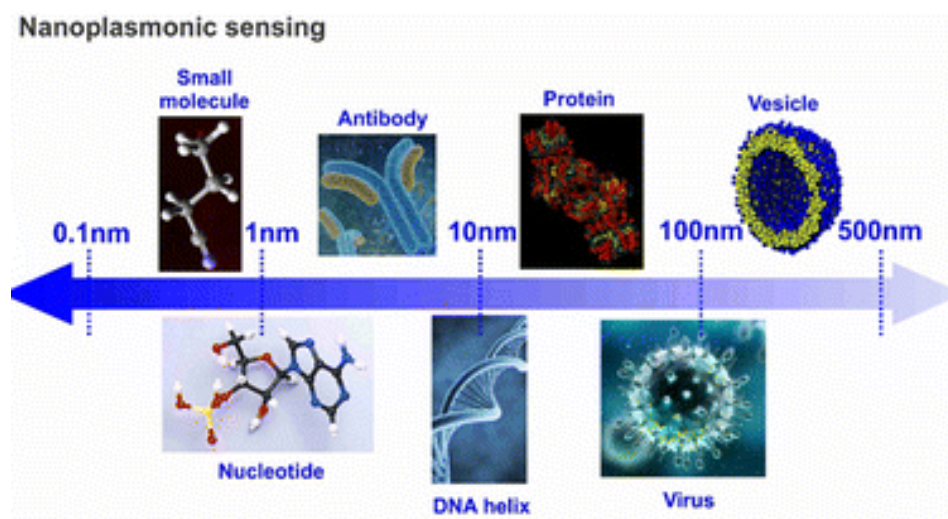 Nanoplasmonic sensing
Small
molecule
Antibody
Protein
Vesicle
0.1nm
1nm
10nm
100nm
500nm
Nucleotide
DNA helix
Virus